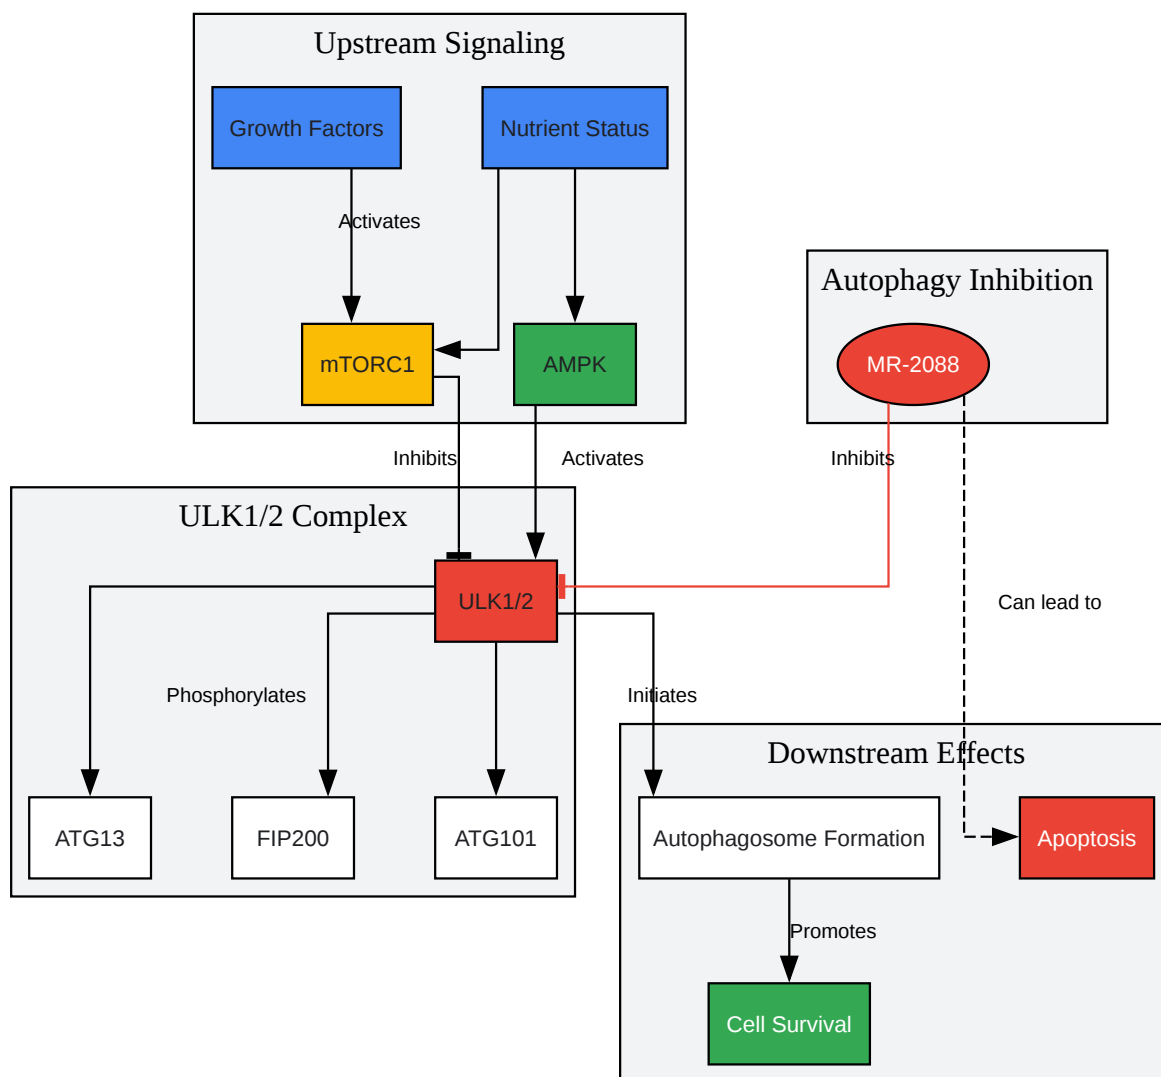 Upstream Signaling
Growth Factors
Nutrient Status
Activates
mTORC1
AMPK
Autophagy Inhibition
MR-2088
Inhibits
Activates
Inhibits
ULK1/2 Complex
ULK1/2
Can lead to
Phosphorylates
Initiates
ATG13
FIP200
ATG101
Downstream Effects
Autophagosome Formation
Apoptosis
Promotes
Cell Survival